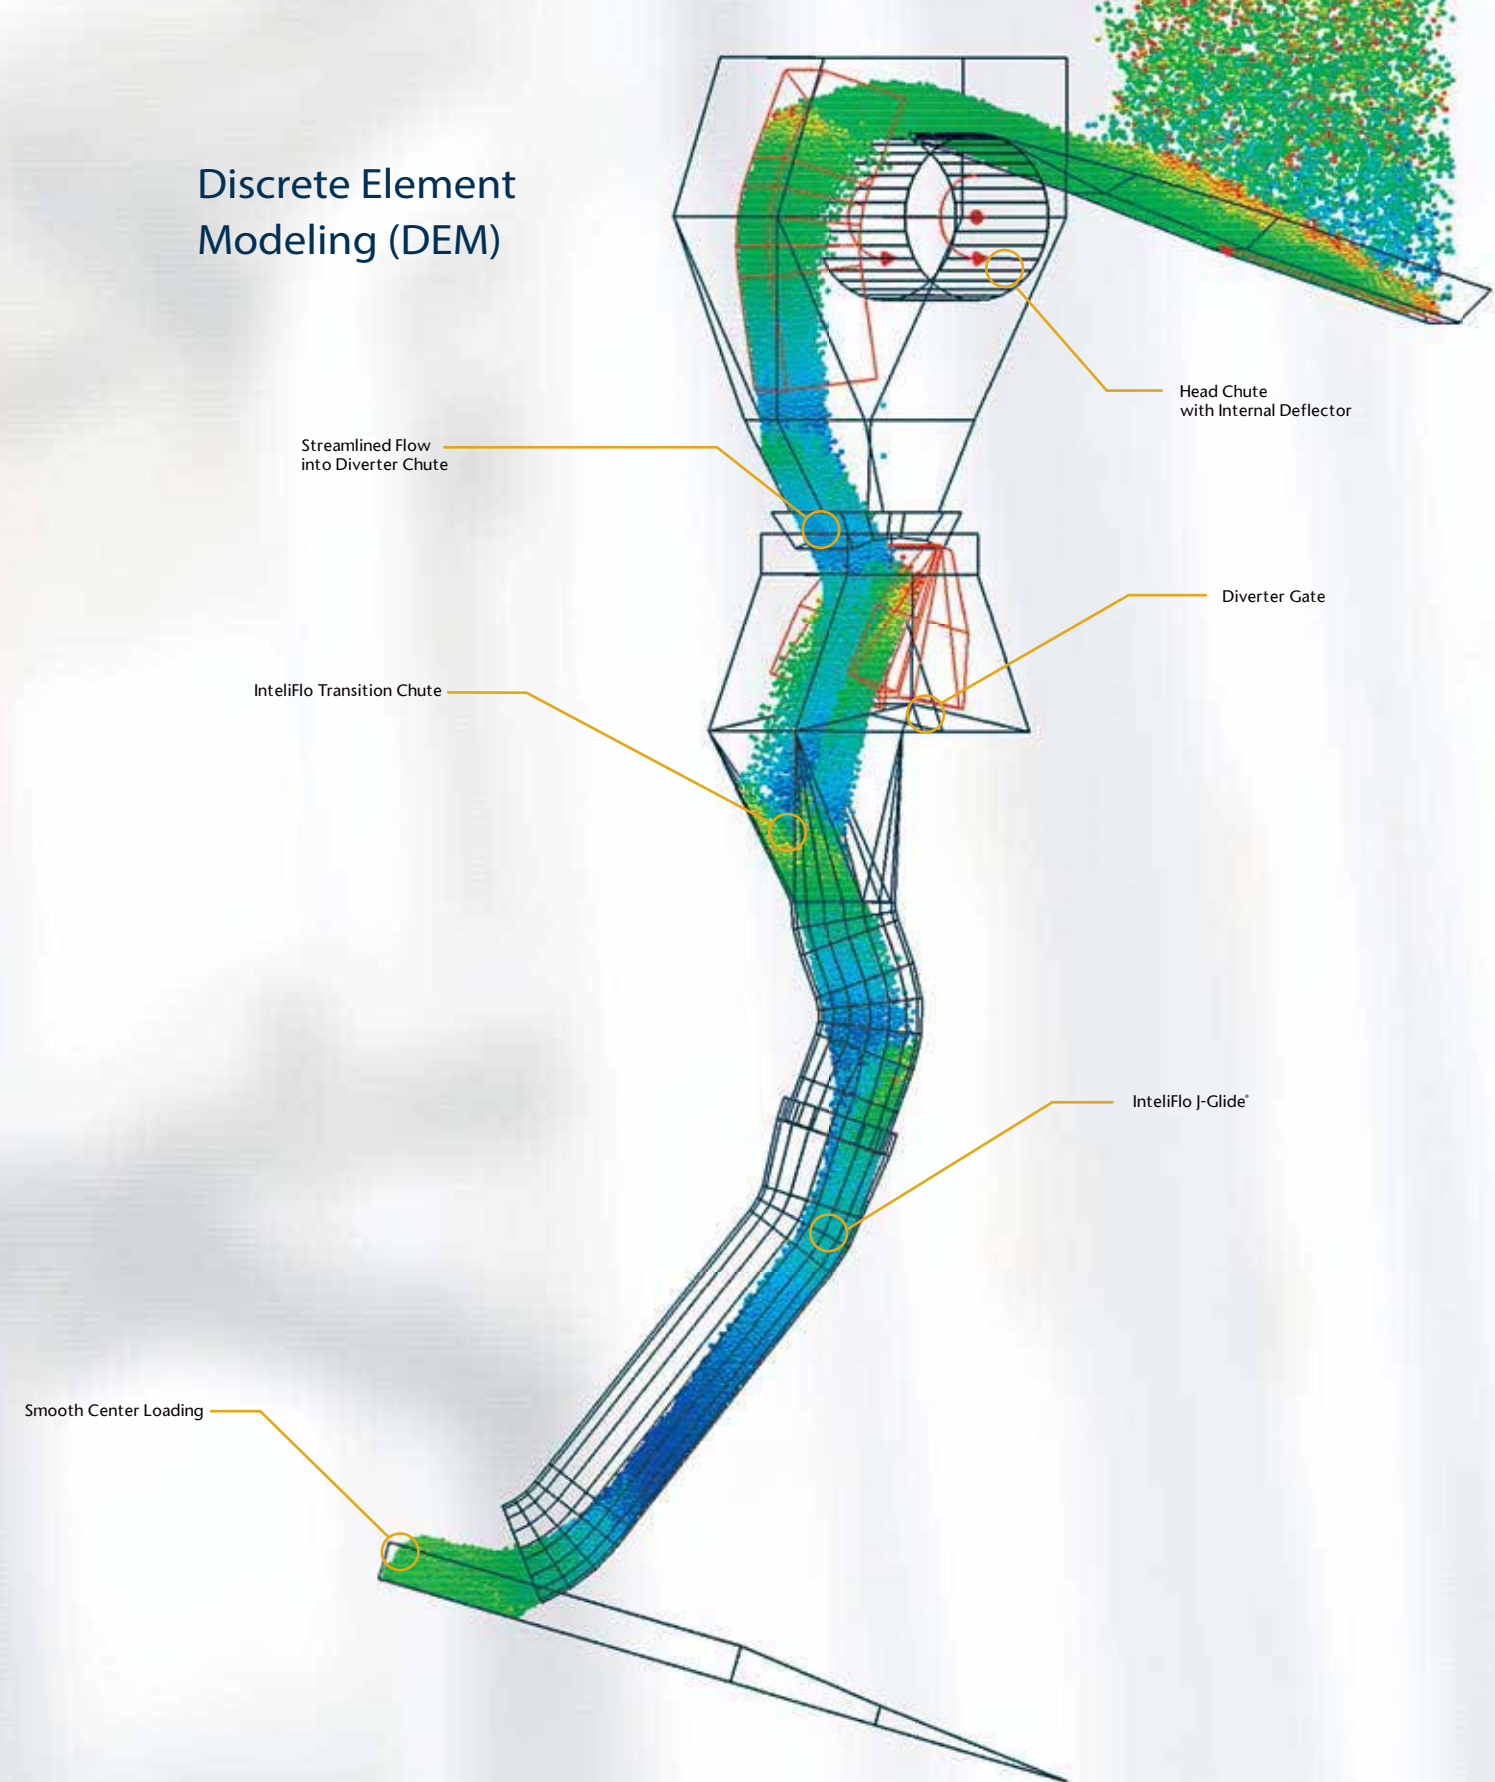 Discrete Element
Modeling (DEM)
Head Chute
with Internal Deflector
Streamlined Flow
into Diverter Chute
Diverter Gate
InteliFlo Transition Chute
InteliFlo J-Glide®
Smooth Center Loading